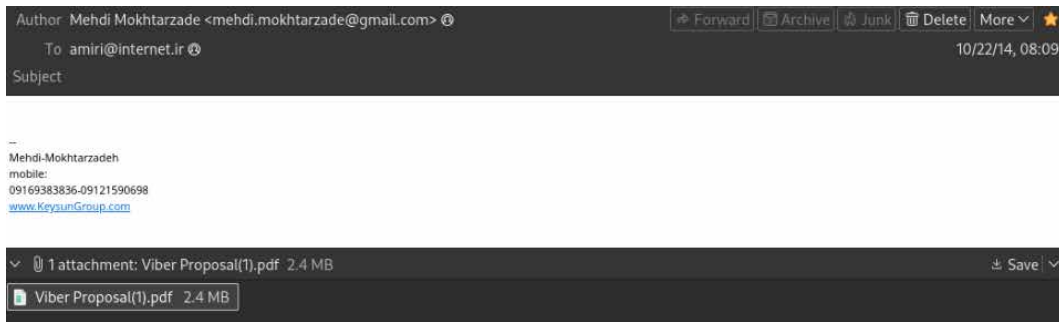 Author Mehdi Mokhtarzade <mehdi.mokhtarzade@gmail.com> Forward Archive Junk Delete More
To amiri@internet.ir 10/22/14, 08:09
Subject
--
Mehdi-Mokhtarzadeh
mobile:
09169383836-09121590698
www.KeysunGroup.com
1 attachment: Viber Proposal(1).pdf 2.4 MB Save
Viber Proposal(1).pdf 2.4 MB